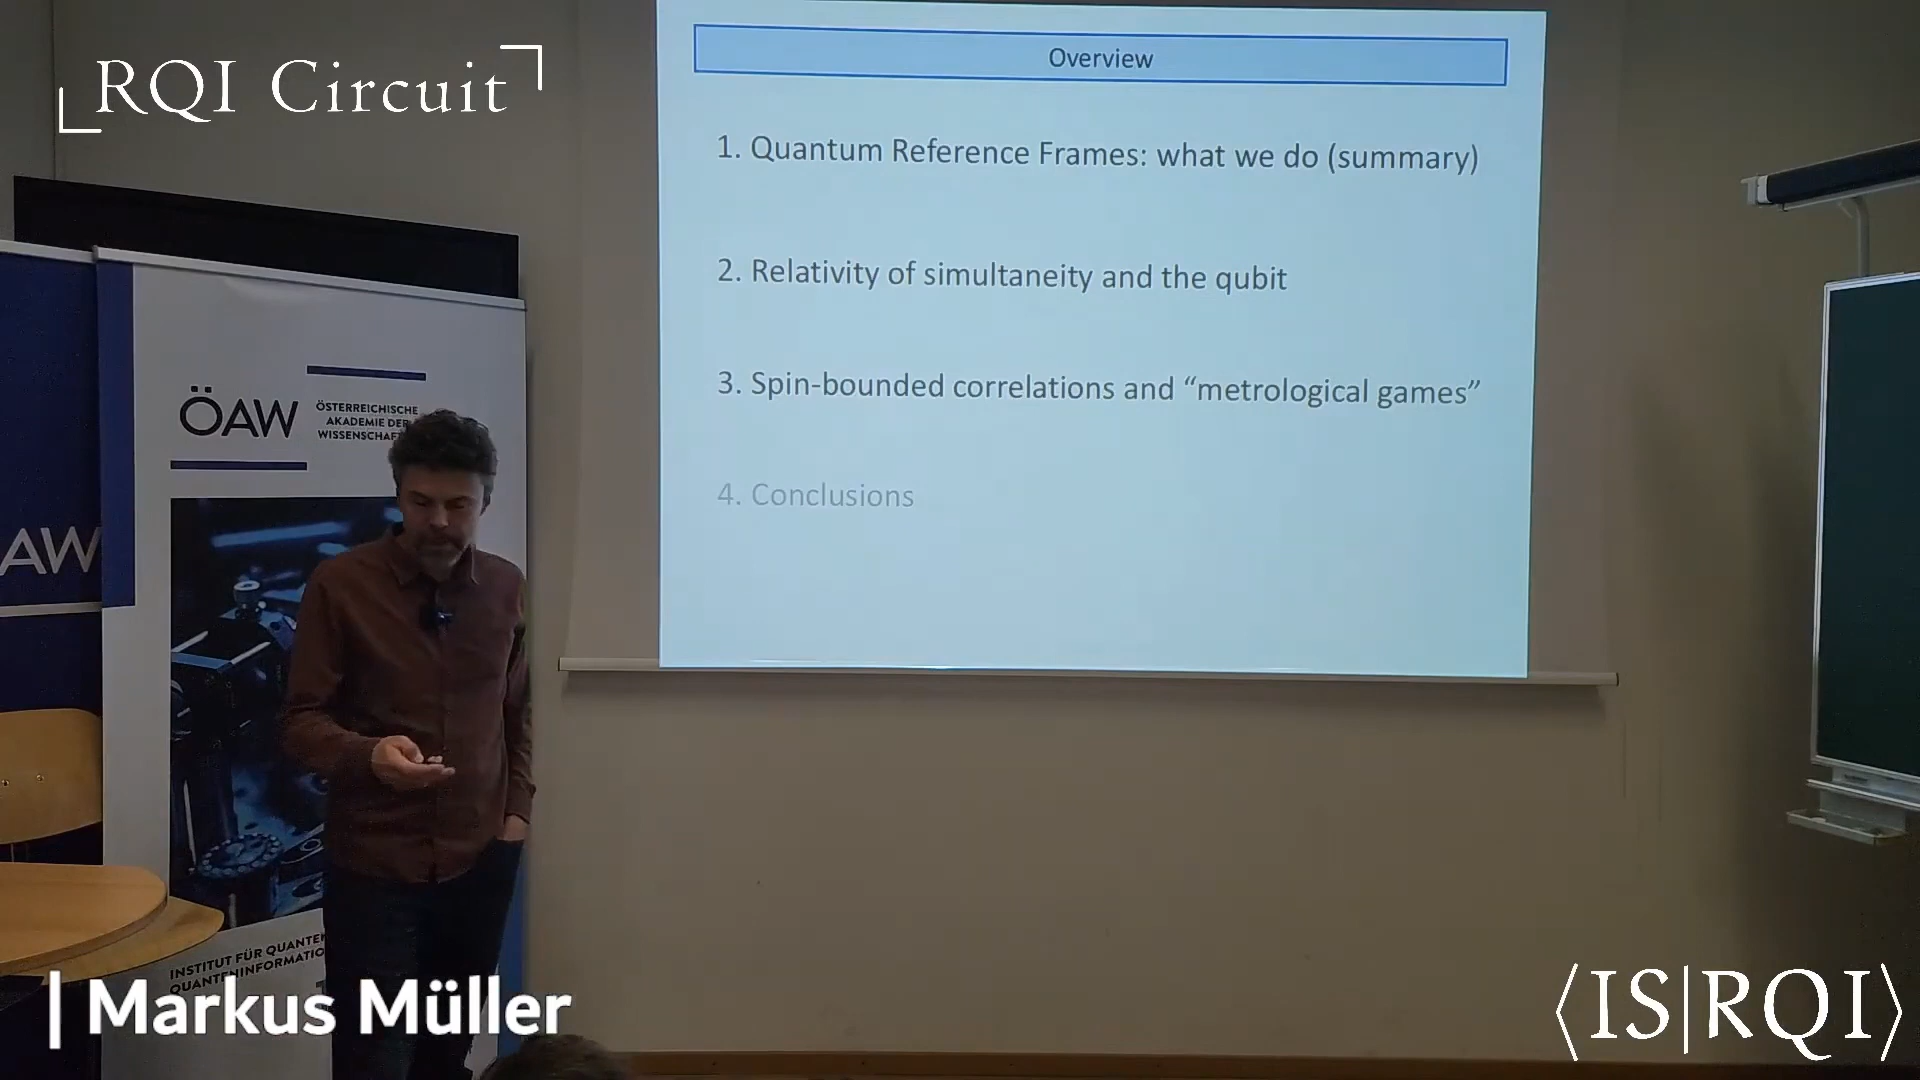 RQI Circuit
Overview
1. Quantum Reference Frames: what we do (summary)
2. Relativity of simultaneity and the qubit
3. Spin-bounded correlations and “metrological games”
4. Conclusions
AW
ÖAW
ÖSTERREICHISCHE
AKADEMIE DER
INSTITUT FÜR
Markus Müller
⟨IS|RQI⟩